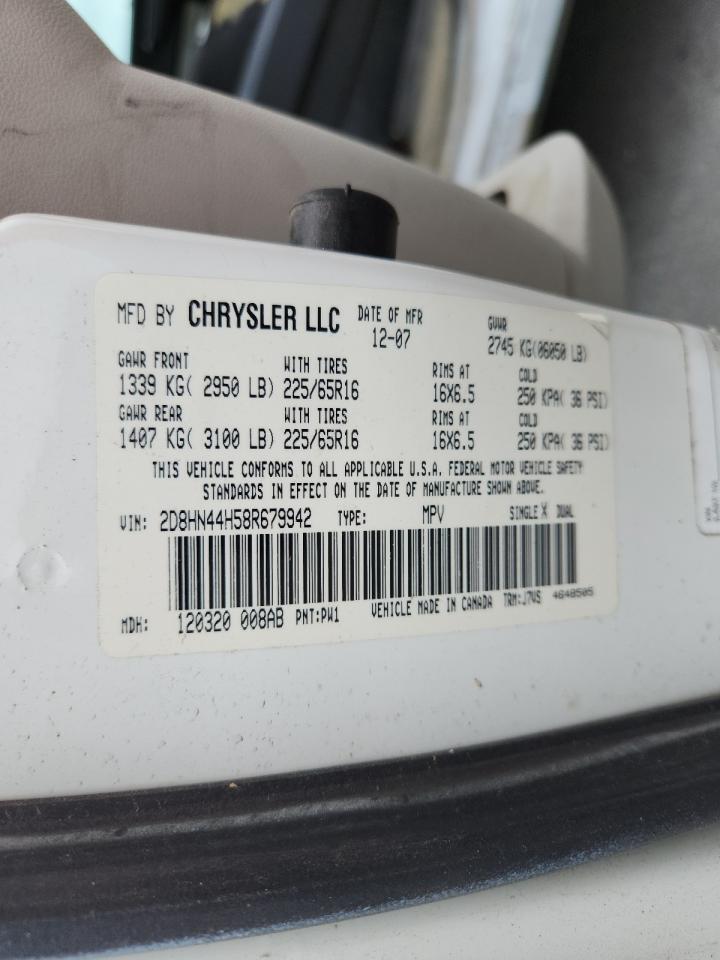 MFD BY CHRYSLER LLC DATE OF MFR GVWR
12-07 2745 KG(06050 LB)
GAWR FRONT WITH TIRES RIMS AT COLD
1339 KG( 2950 LB) 225/65R16 16X6.5 250 KPA( 36 PSI)
GAWR REAR WITH TIRES RIMS AT COLD
1407 KG( 3100 LB) 225/65R16 16X6.5 250 KPA( 36 PSI)
THIS VEHICLE CONFORMS TO ALL APPLICABLE U.S.A. FEDERAL MOTOR VEHICLE SAFETY
STANDARDS IN EFFECT ON THE DATE OF MANUFACTURE SHOWN ABOVE.
VIN: 2D8HN44H58R679942 TYPE: MPV SINGLE X DUAL
MDH: 120320 008AB PNT:PW1 VEHICLE MADE IN CANADA TRM:J7VS 4648505